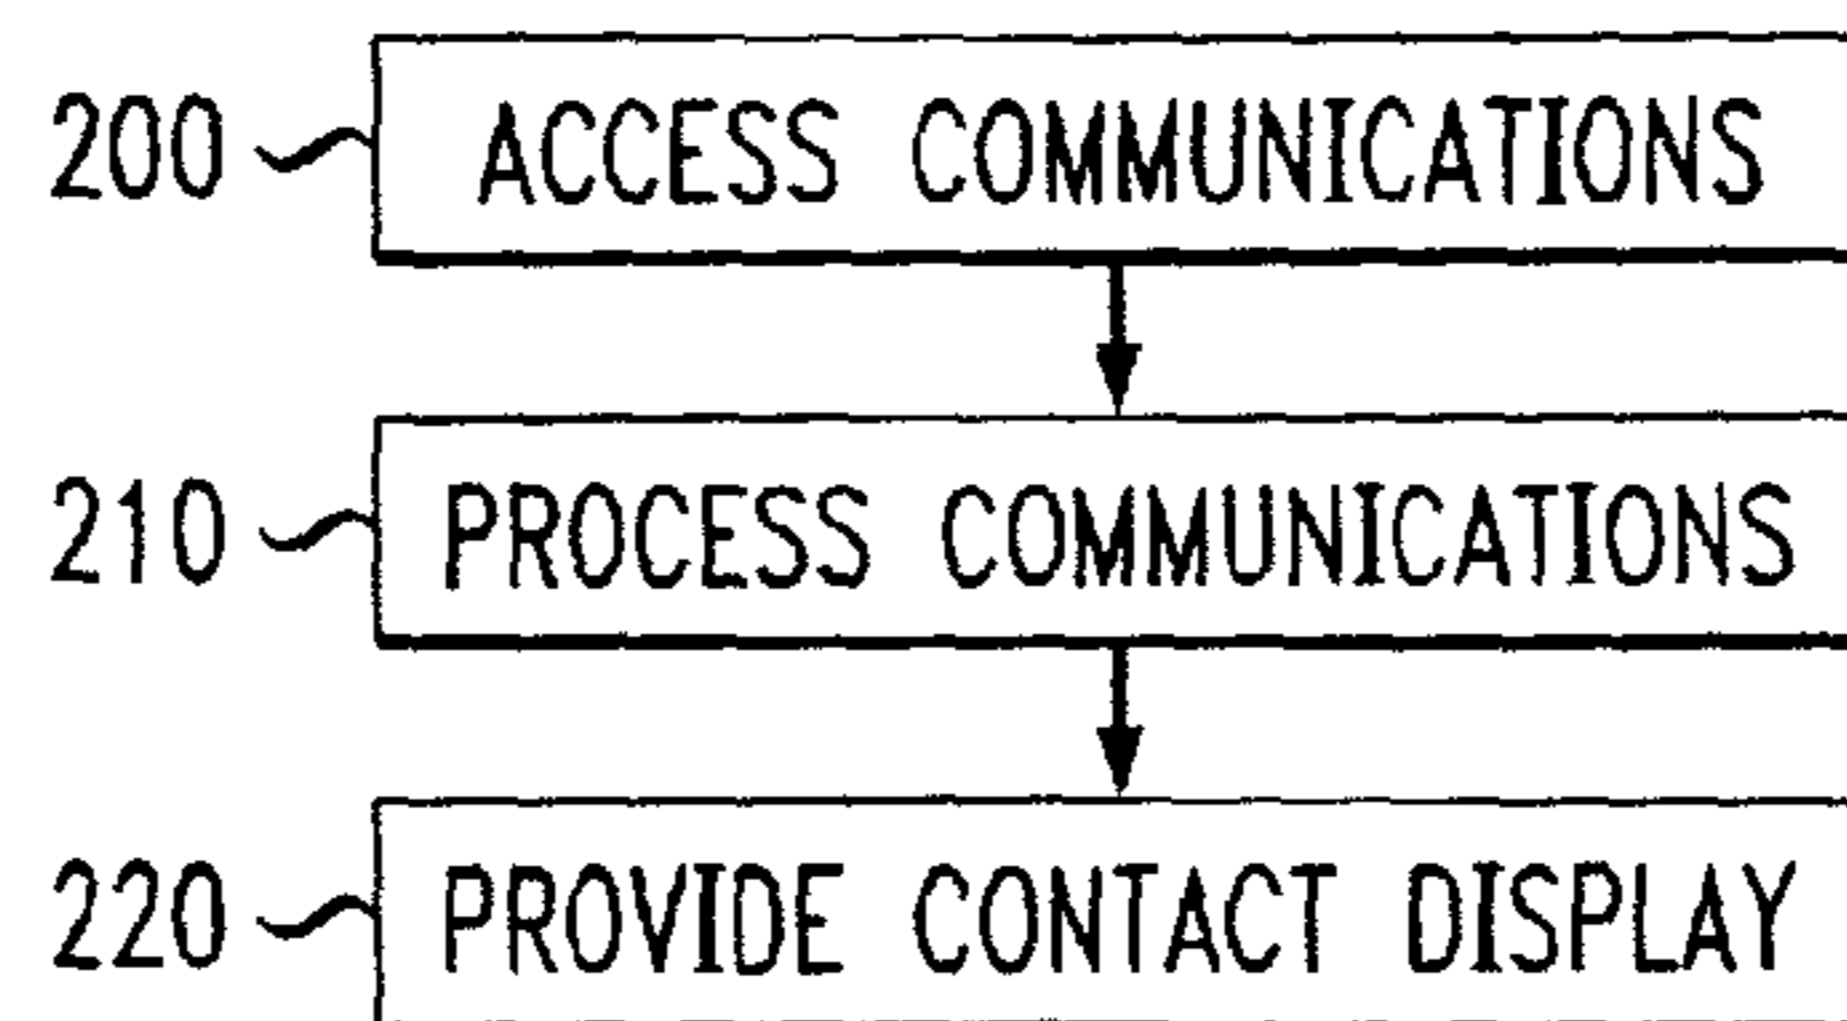 200 ACCESS COMMUNICATIONS
210 PROCESS COMMUNICATIONS
220 PROVIDE CONTACT DISPLAY